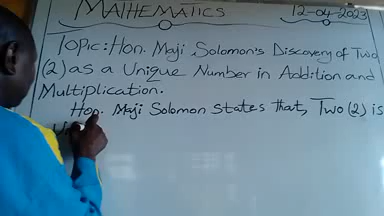 MATHEMATICS 12-04-2023
Topic: Hon. Maji Solomon's Discovery of Two
(2) as a Unique Number in Addition and
Multiplication.
Hon. Maji Solomon states that, Two (2) is